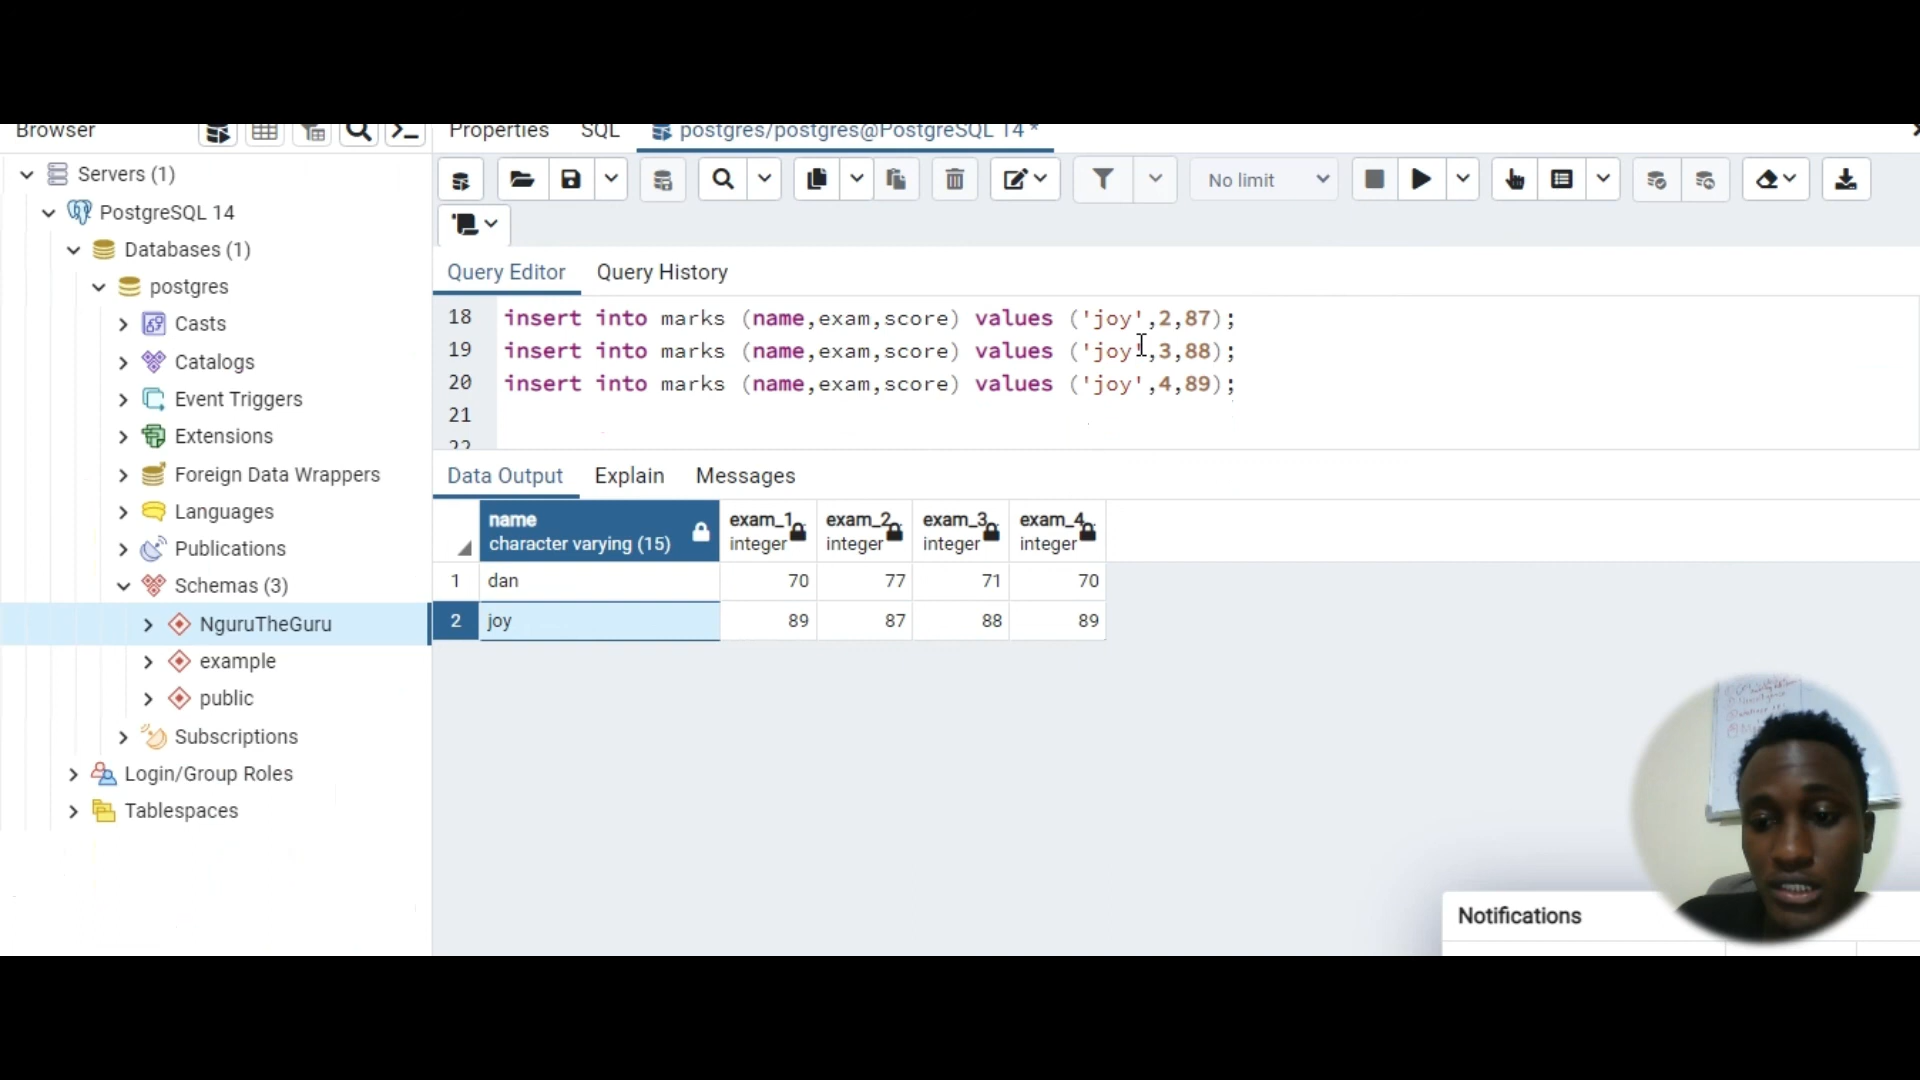 Browser
Properties SQL postgres/postgres@PostgreSQL 14 *
Servers (1)
PostgreSQL 14
Databases (1)
postgres
Casts
Catalogs
Event Triggers
Extensions
Foreign Data Wrappers
Languages
Publications
Schemas (3)
NguruTheGuru
example
public
Subscriptions
Login/Group Roles
Tablespaces
No limit
Query Editor Query History
18 insert into marks (name,exam,score) values ('joy',2,87);
19 insert into marks (name,exam,score) values ('joy',3,88);
20 insert into marks (name,exam,score) values ('joy',4,89);
21
22
Data Output Explain Messages
name exam_1 exam_2 exam_3 exam_4
character varying (15) integer integer integer integer
1 dan 70 77 71 70
2 joy 89 87 88 89
Notifications